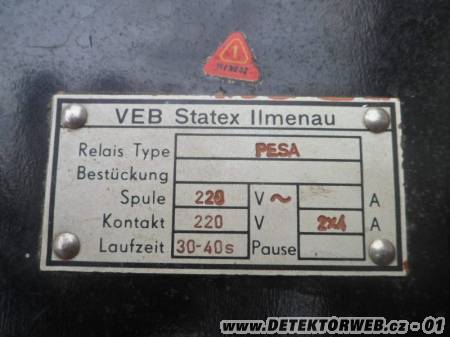 VEB Statex Ilmenau
Relais Type PESA
Bestückung
Spule 220 V ~ A
Kontakt 220 V 2x4 A
Laufzeit 30-40s Pause
www.DETEKTORWEB.cz - 01